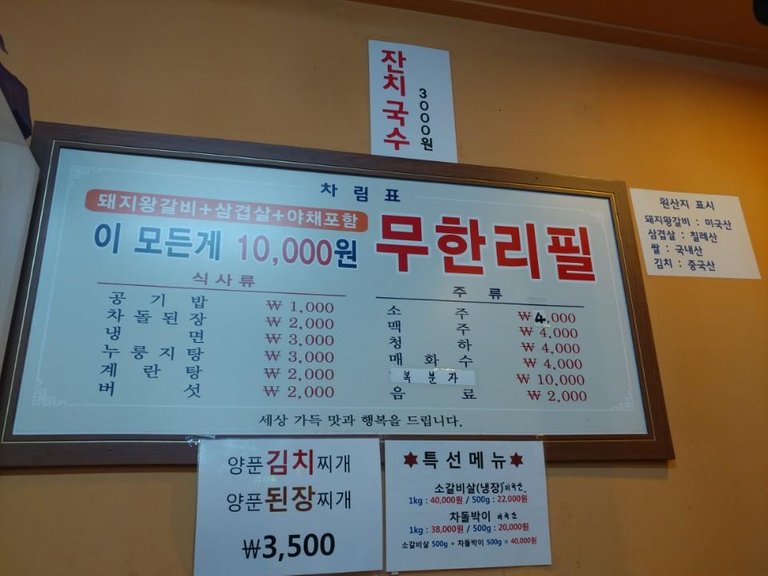 잔치국수
3000원
차림표
돼지왕갈비+삼겹살+야채포함
이 모든게 10,000원 무한리필
식사류
공기밥 ₩ 1,000
차돌된장 ₩ 2,000
냉면 ₩ 3,000
누룽지탕 ₩ 3,000
계란탕 ₩ 2,000
버섯 ₩ 2,000
주류
소주 ₩ 4,000
맥주 ₩ 4,000
청하 ₩ 4,000
매화수 ₩ 4,000
복분자 ₩ 10,000
음료 ₩ 2,000
세상 가득 맛과 행복을 드립니다.
원산지 표시
돼지왕갈비 : 미국산
삼겹살 : 칠레산
쌀 : 국내산
김치 : 중국산
양푼김치찌개
양푼된장찌개
₩3,500
✶특선메뉴✶
소갈비살(냉장) 미국산
1kg : 40,000원 / 500g : 22,000원
차돌박이 미국산
1kg : 38,000원 / 500g : 20,000원
소갈비살 500g + 차돌박이 500g = 40,000원